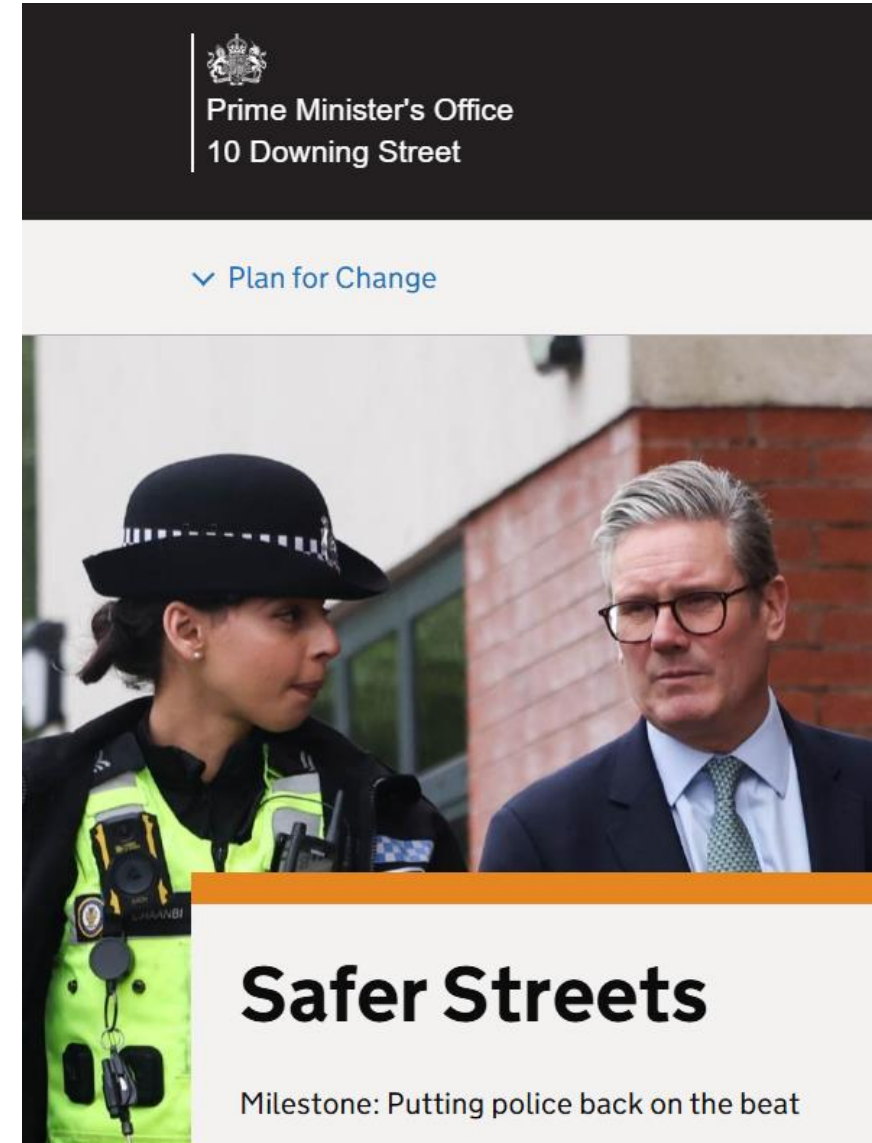 Prime Minister's Office
10 Downing Street
Plan for Change
Safer Streets
Milestone: Putting police back on the beat